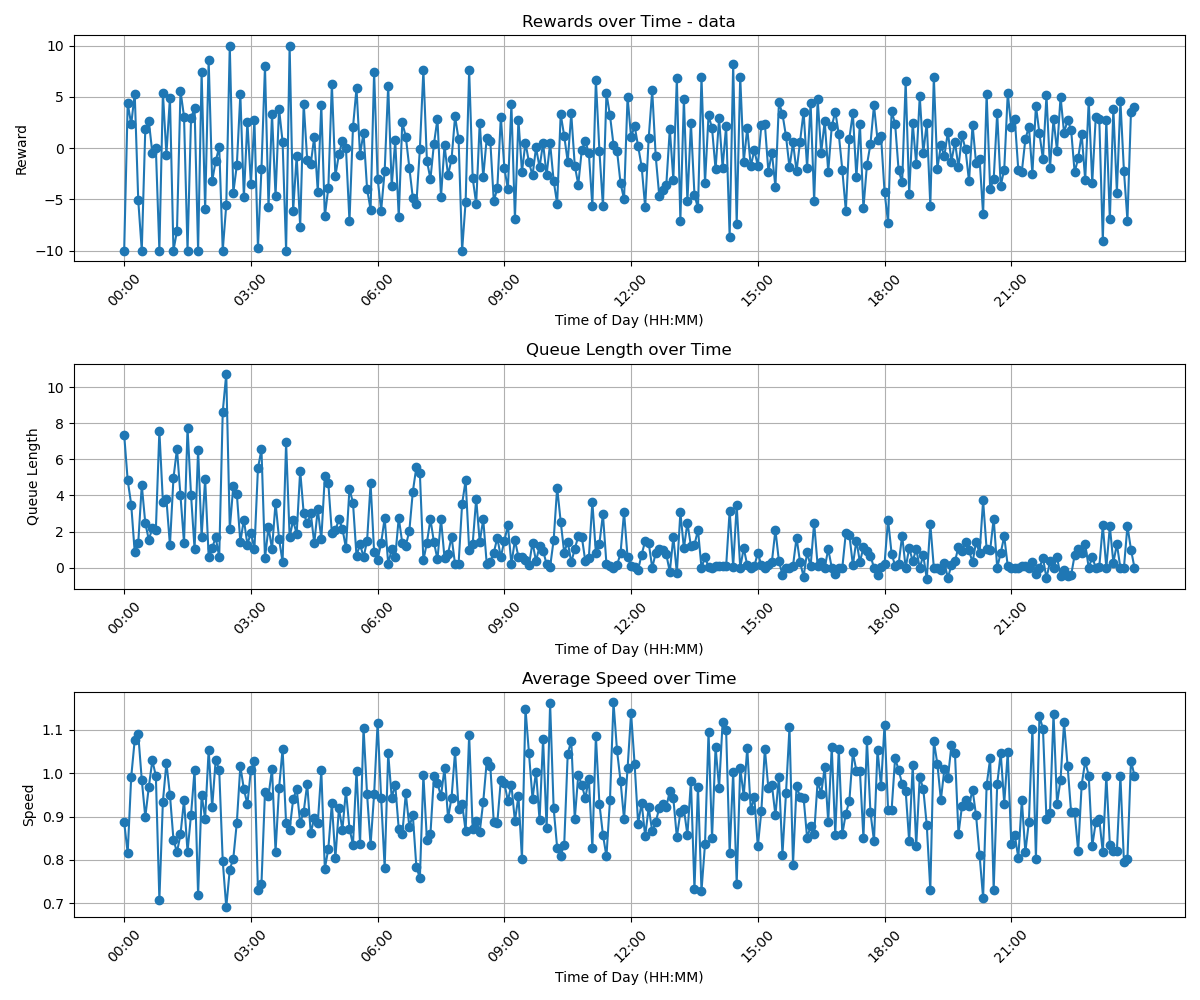 Rewards over Time - data
10
5
0
−5
−10
Reward
00:00 03:00 06:00 09:00 12:00 15:00 18:00 21:00
Time of Day (HH:MM)
Queue Length over Time
10
8
6
4
2
0
Queue Length
00:00 03:00 06:00 09:00 12:00 15:00 18:00 21:00
Time of Day (HH:MM)
Average Speed over Time
1.1
1.0
0.9
0.8
0.7
Speed
00:00 03:00 06:00 09:00 12:00 15:00 18:00 21:00
Time of Day (HH:MM)